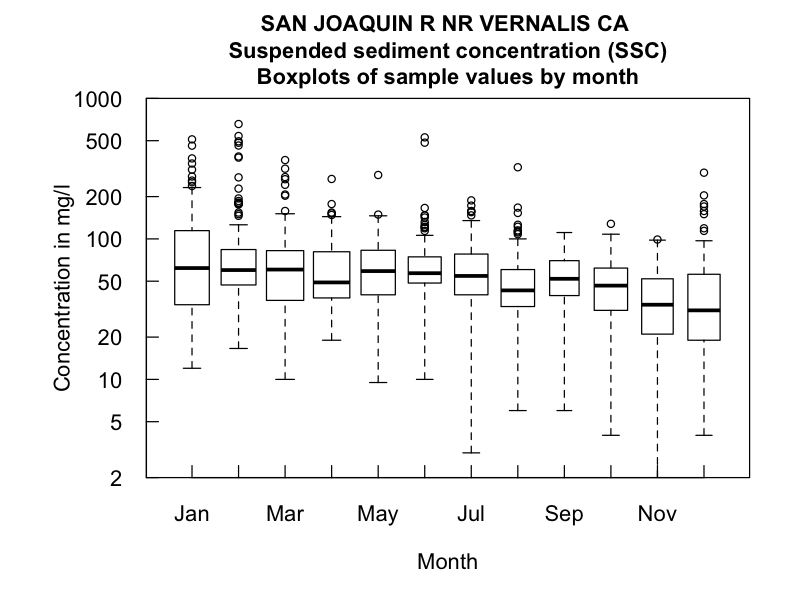 SAN JOAQUIN R NR VERNALIS CA
Suspended sediment concentration (SSC)
Boxplots of sample values by month
1000
500
200
100
50
20
10
5
2
Concentration in mg/l
Jan Mar May Jul Sep Nov
Month